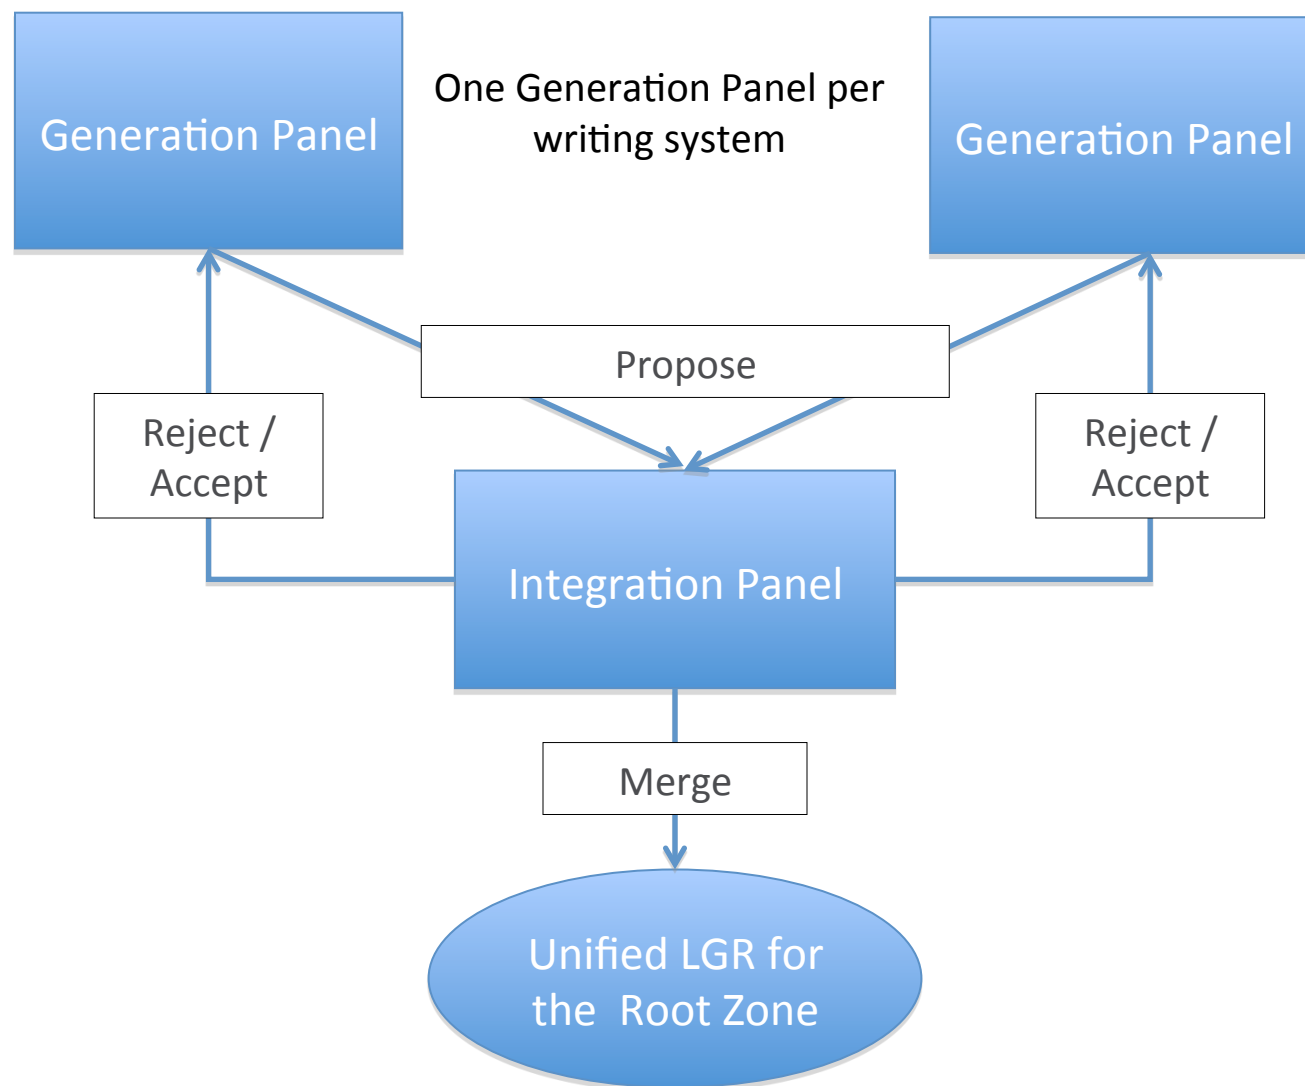 Generation Panel
One Generation Panel per
writing system
Generation Panel
Propose
Reject /
Accept
Reject /
Accept
Integration Panel
Merge
Unified LGR for
the Root Zone